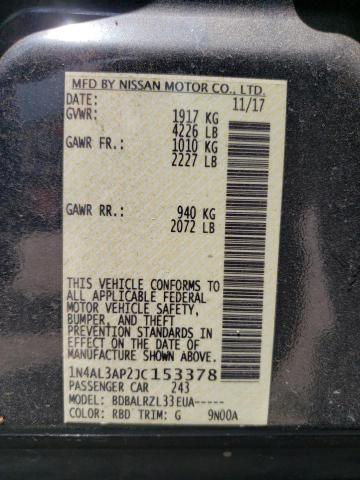 MFD BY NISSAN MOTOR CO., LTD.
DATE: 11/17
GVWR: 1917 KG
4226 LB
GAWR FR.: 1010 KG
2227 LB
GAWR RR.: 940 KG
2072 LB
THIS VEHICLE CONFORMS TO
ALL APPLICABLE FEDERAL
MOTOR VEHICLE SAFETY,
BUMPER, AND THEFT
PREVENTION STANDARDS IN
EFFECT ON THE DATE OF
MANUFACTURE SHOWN ABOVE.
1N4AL3AP2JC153378
PASSENGER CAR 243
MODEL: BDBALRZL33EUA-----
COLOR: RBD TRIM: G 9N00A